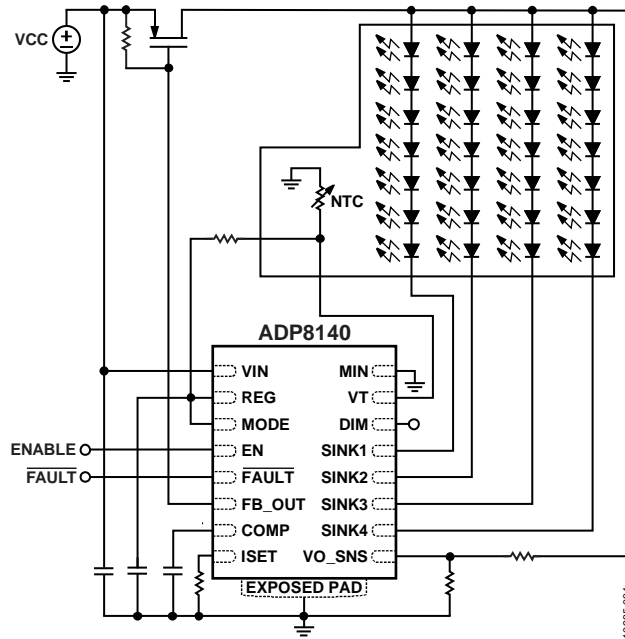 VCC
NTC
ADP8140
VIN
REG
MODE
EN
FAULT
FB_OUT
COMP
ISET
MIN
VT
DIM
SINK1
SINK2
SINK3
SINK4
VO_SNS
EXPOSED PAD
ENABLE
FAULT